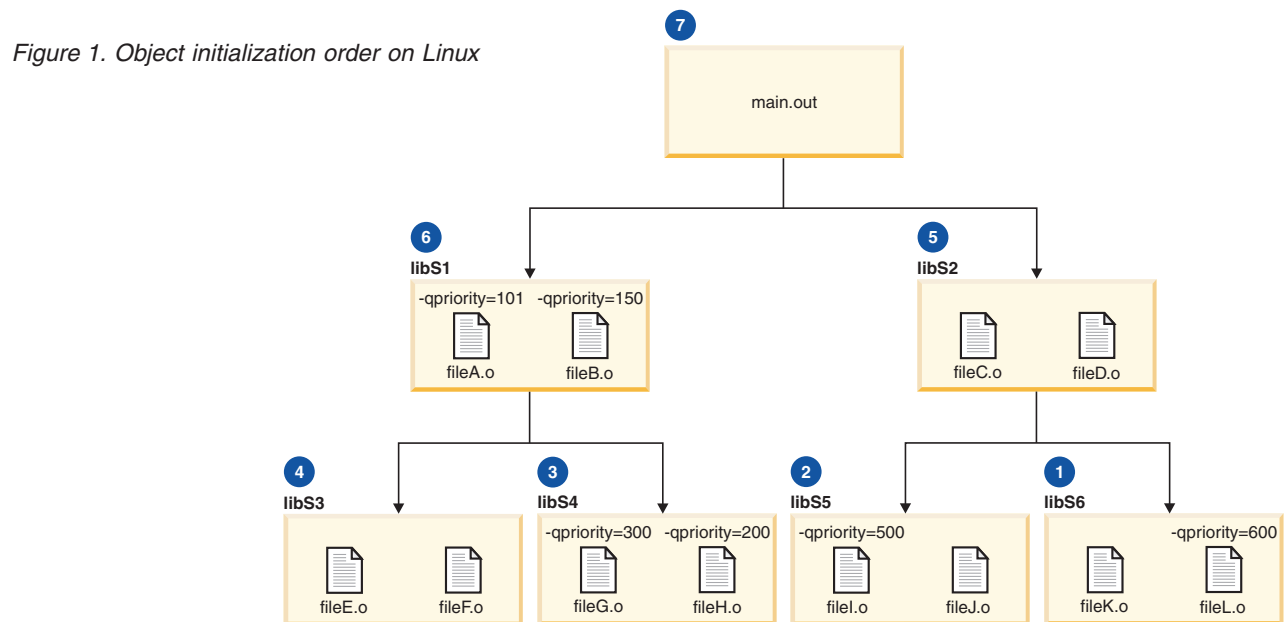 Figure 1. Object initialization order on Linux
7
main.out
6
libS1
-qpriority=101 -qpriority=150
fileA.o fileB.o
5
libS2
fileC.o fileD.o
4
libS3
fileE.o fileF.o
3
libS4
-qpriority=300 -qpriority=200
fileG.o fileH.o
2
libS5
-qpriority=500
fileI.o fileJ.o
1
libS6
-qpriority=600
fileK.o fileL.o